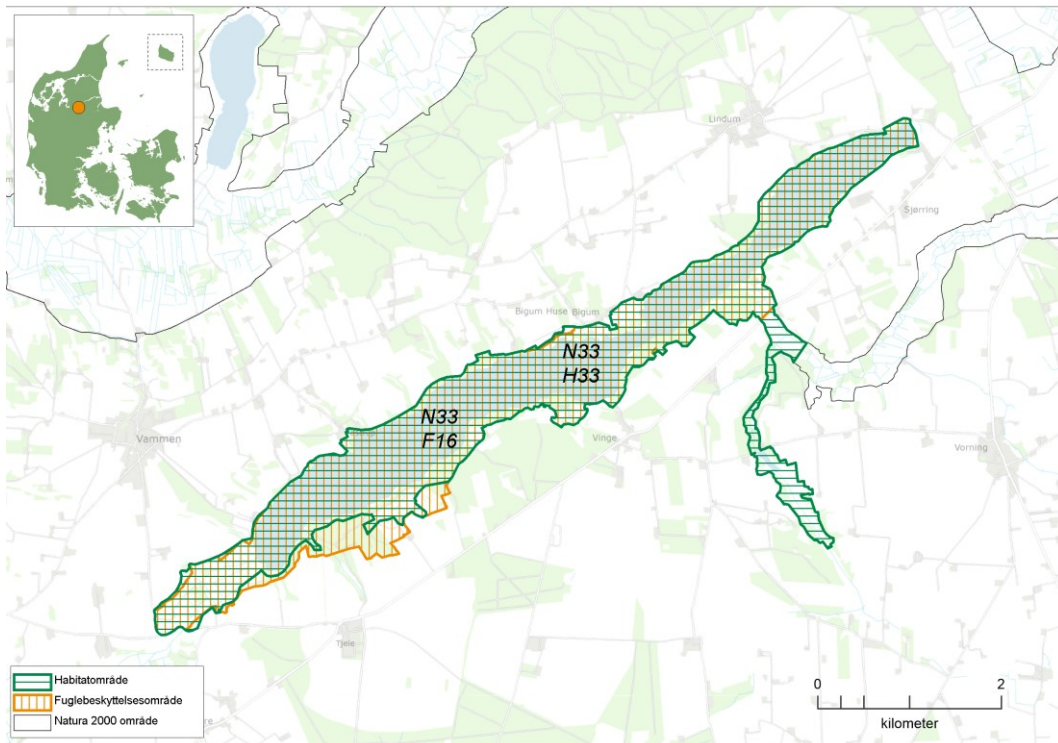 Lindum
Sjørring
Bigum Huse Bigum
N33
H33
N33
F16
Vammen
Vinge
Vorning
Tjele
Habitatområde
Fuglebeskyttelsesområde
Natura 2000 område
0 2
kilometer